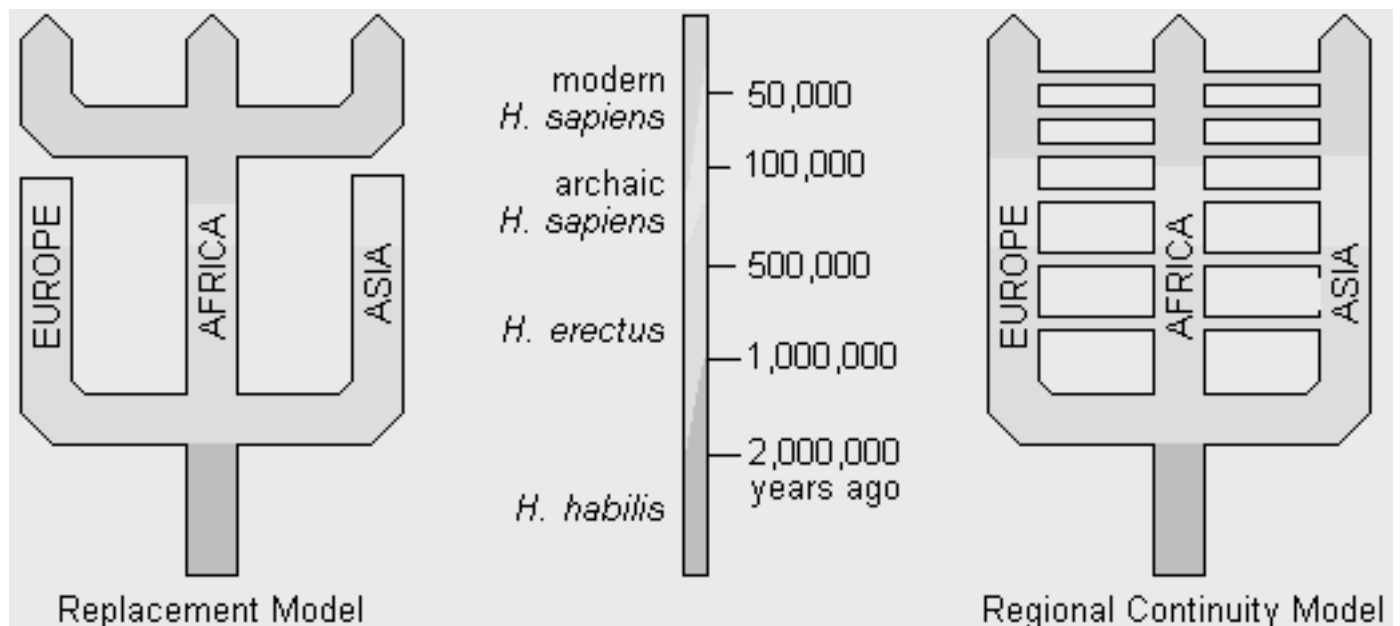 modern
H. sapiens
archaic
H. sapiens
H. erectus
H. habilis
50,000
100,000
500,000
1,000,000
2,000,000
years ago
EUROPE
AFRICA
ASIA
Replacement Model
EUROPE
AFRICA
ASIA
Regional Continuity Model